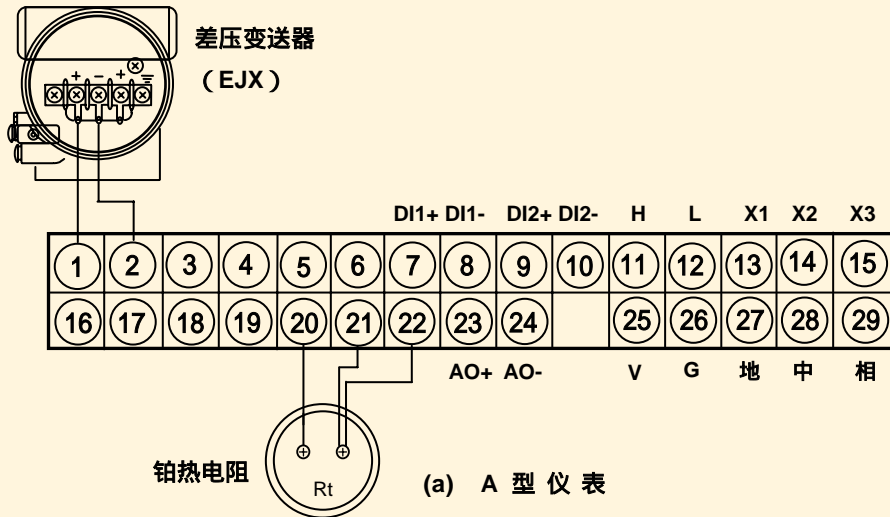 差压变送器
（EJX）
+ − +
DI1+ DI1- DI2+ DI2- H L X1 X2 X3
1 2 3 4 5 6 7 8 9 10 11 12 13 14 15
16 17 18 19 20 21 22 23 24 25 26 27 28 29
AO+ AO- V G 地 中 相
铂热电阻
Rt
(a) A 型 仪 表